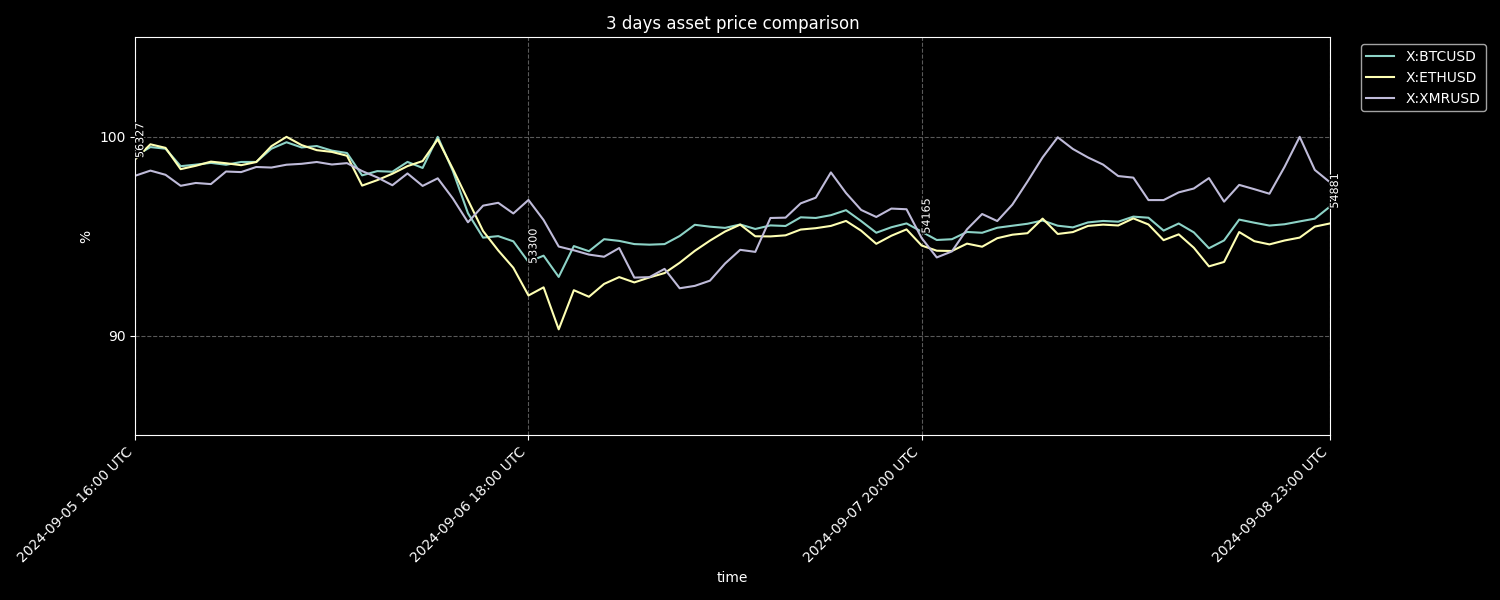 3 days asset price comparison
X:BTCUSD
X:ETHUSD
X:XMRUSD
100
90
%
56327
53300
54165
54881
2024-09-05 16:00 UTC
2024-09-06 18:00 UTC
2024-09-07 20:00 UTC
2024-09-08 23:00 UTC
time